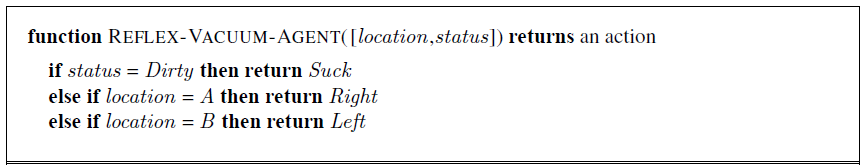 function REFLEX-VACUUM-AGENT([location,status]) returns an action
if status = Dirty then return Suck
else if location = A then return Right
else if location = B then return Left